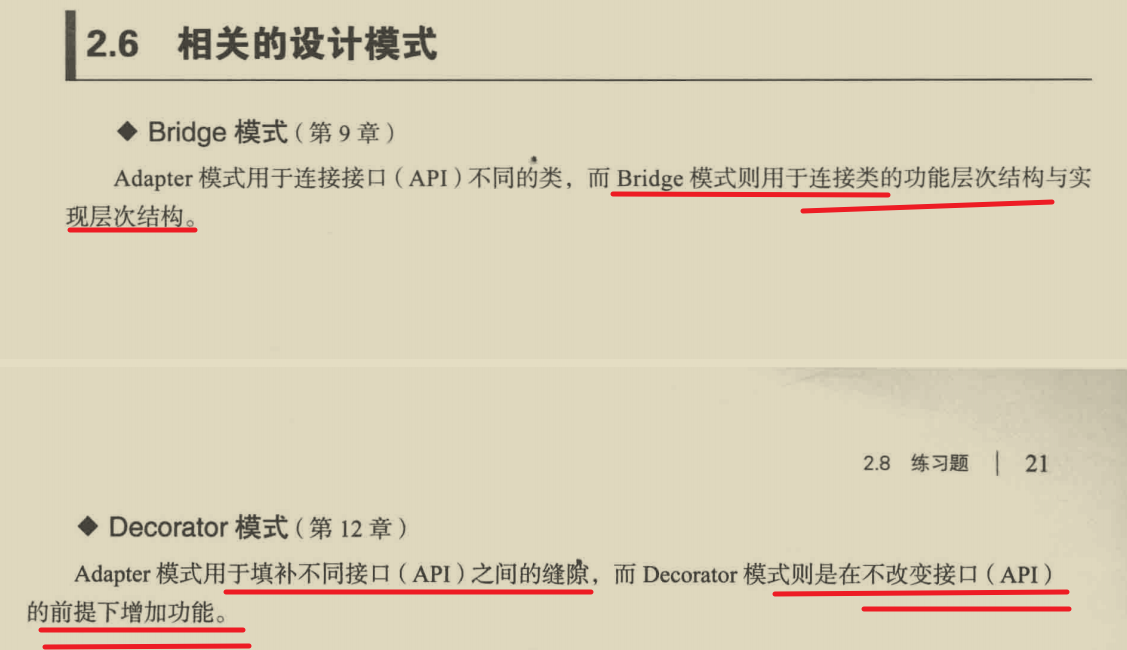 2.6 相关的设计模式
◆ Bridge 模式（第 9 章）
Adapter 模式用于连接接口（API）不同的类，而 Bridge 模式则用于连接类的功能层次结构与实
现层次结构。
2.8 练习题 | 21
◆ Decorator 模式（第 12 章）
Adapter 模式用于填补不同接口（API）之间的缝隙，而 Decorator 模式则是在不改变接口（API）
的前提下增加功能。